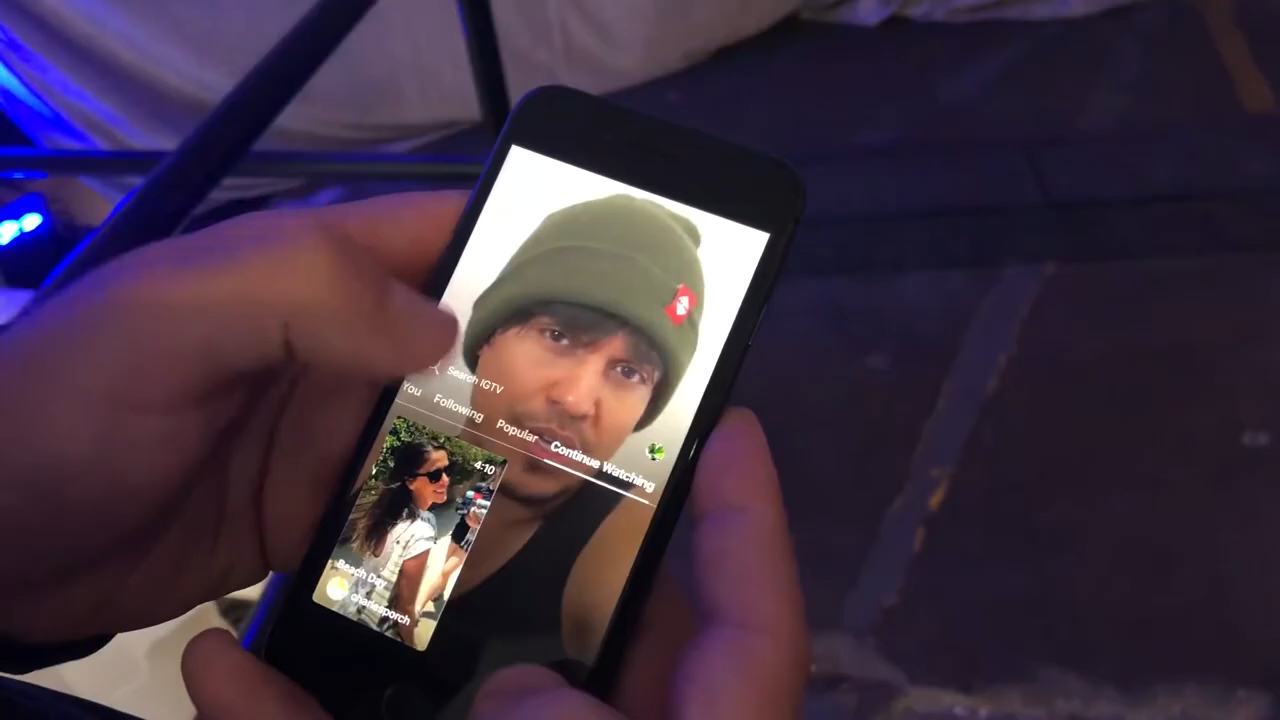 Search IGTV
You Following Popular Continue Watching
4:10
Beach Day
charlesporch